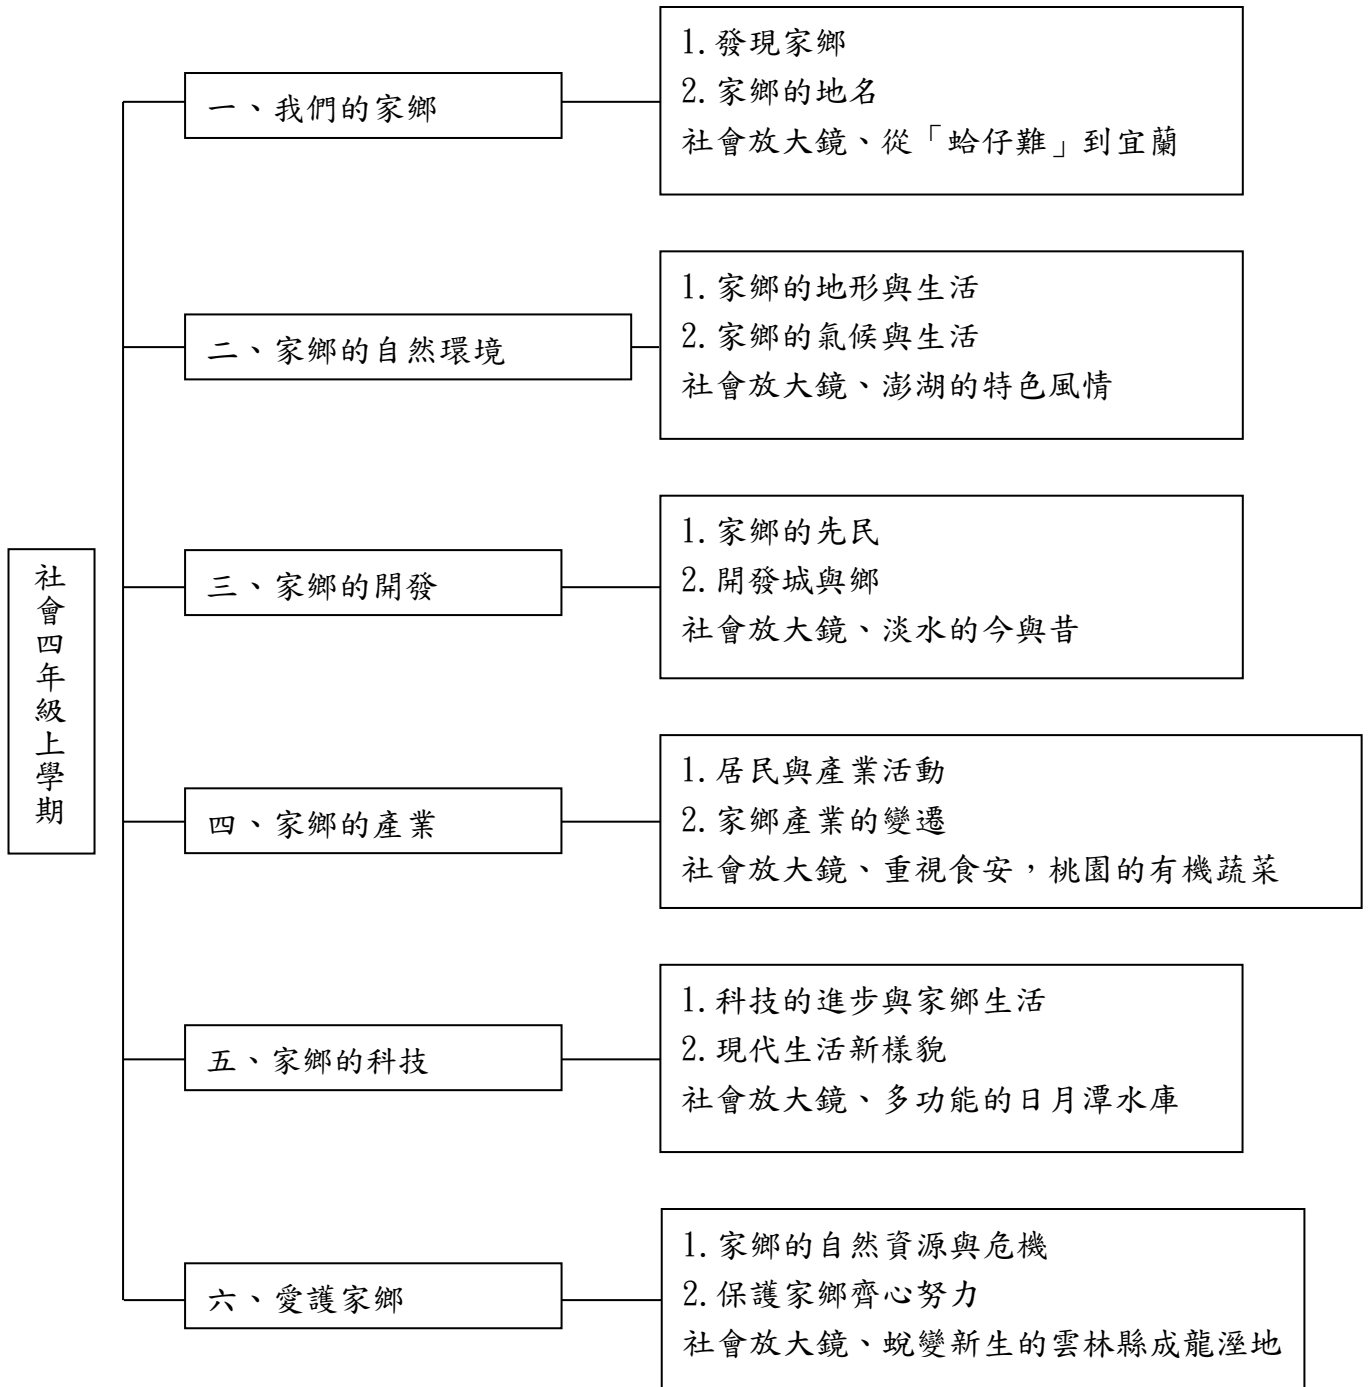 社會四年級上學期
一、我們的家鄉
1.發現家鄉
2.家鄉的地名
社會放大鏡、從「蛤仔難」到宜蘭
二、家鄉的自然環境
1.家鄉的地形與生活
2.家鄉的氣候與生活
社會放大鏡、澎湖的特色風情
三、家鄉的開發
1.家鄉的先民
2.開發城與鄉
社會放大鏡、淡水的今與昔
四、家鄉的產業
1.居民與產業活動
2.家鄉產業的變遷
社會放大鏡、重視食安，桃園的有機蔬菜
五、家鄉的科技
1.科技的進步與家鄉生活
2.現代生活新樣貌
社會放大鏡、多功能的日月潭水庫
六、愛護家鄉
1.家鄉的自然資源與危機
2.保護家鄉齊心努力
社會放大鏡、蛻變新生的雲林縣成龍溼地